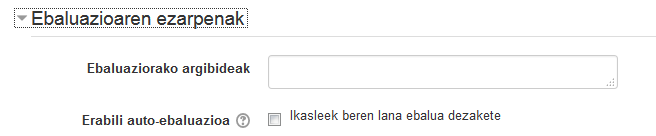 Ebaluazioaren ezarpenak
Ebaluaziorako argibideak
Erabili auto-ebaluazioa
Ikasleek beren lana ebalua dezakete